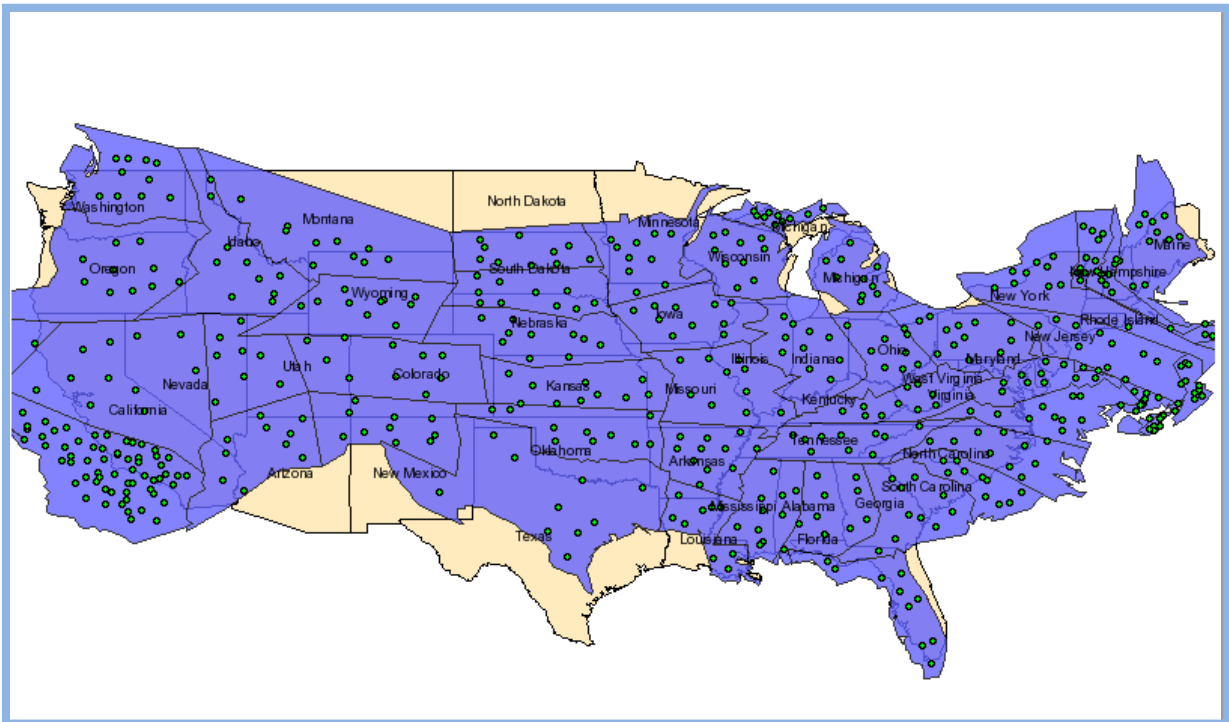 Washington
Montana
North Dakota
Minnesota
Michigan
Maine
Oregon
Idaho
South Dakota
Wisconsin
Michigan
New Hampshire
Wyoming
New York
Nebraska
Iowa
Rhode Island
New Jersey
Nevada
Utah
Colorado
Kansas
Missouri
Illinois
Indiana
Ohio
Maryland
West Virginia
Virginia
Kentucky
California
Tennessee
Oklahoma
Arkansas
North Carolina
Arizona
New Mexico
South Carolina
Mississippi
Alabama
Georgia
Texas
Louisiana
Florida